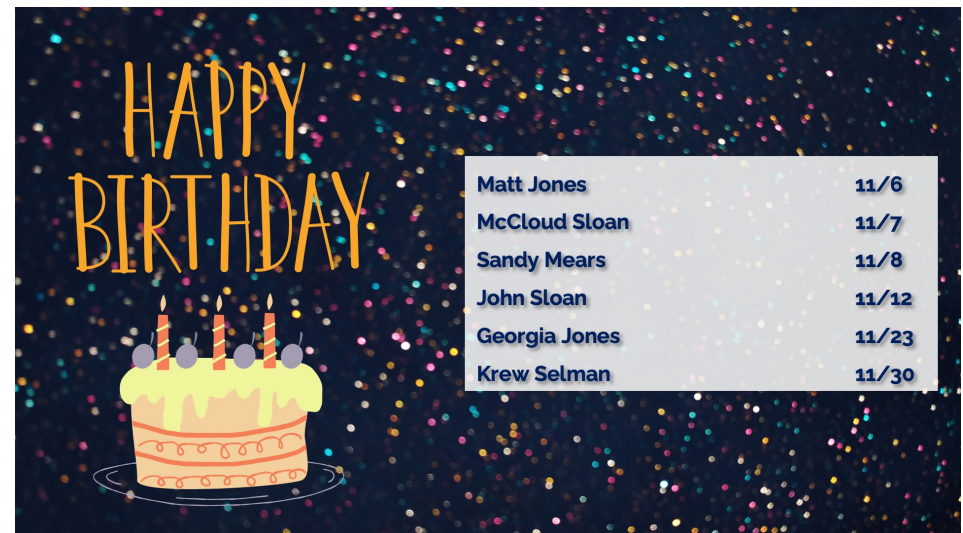 HAPPY
BIRTHDAY
Matt Jones 11/6
McCloud Sloan 11/7
Sandy Mears 11/8
John Sloan 11/12
Georgia Jones 11/23
Krew Selman 11/30